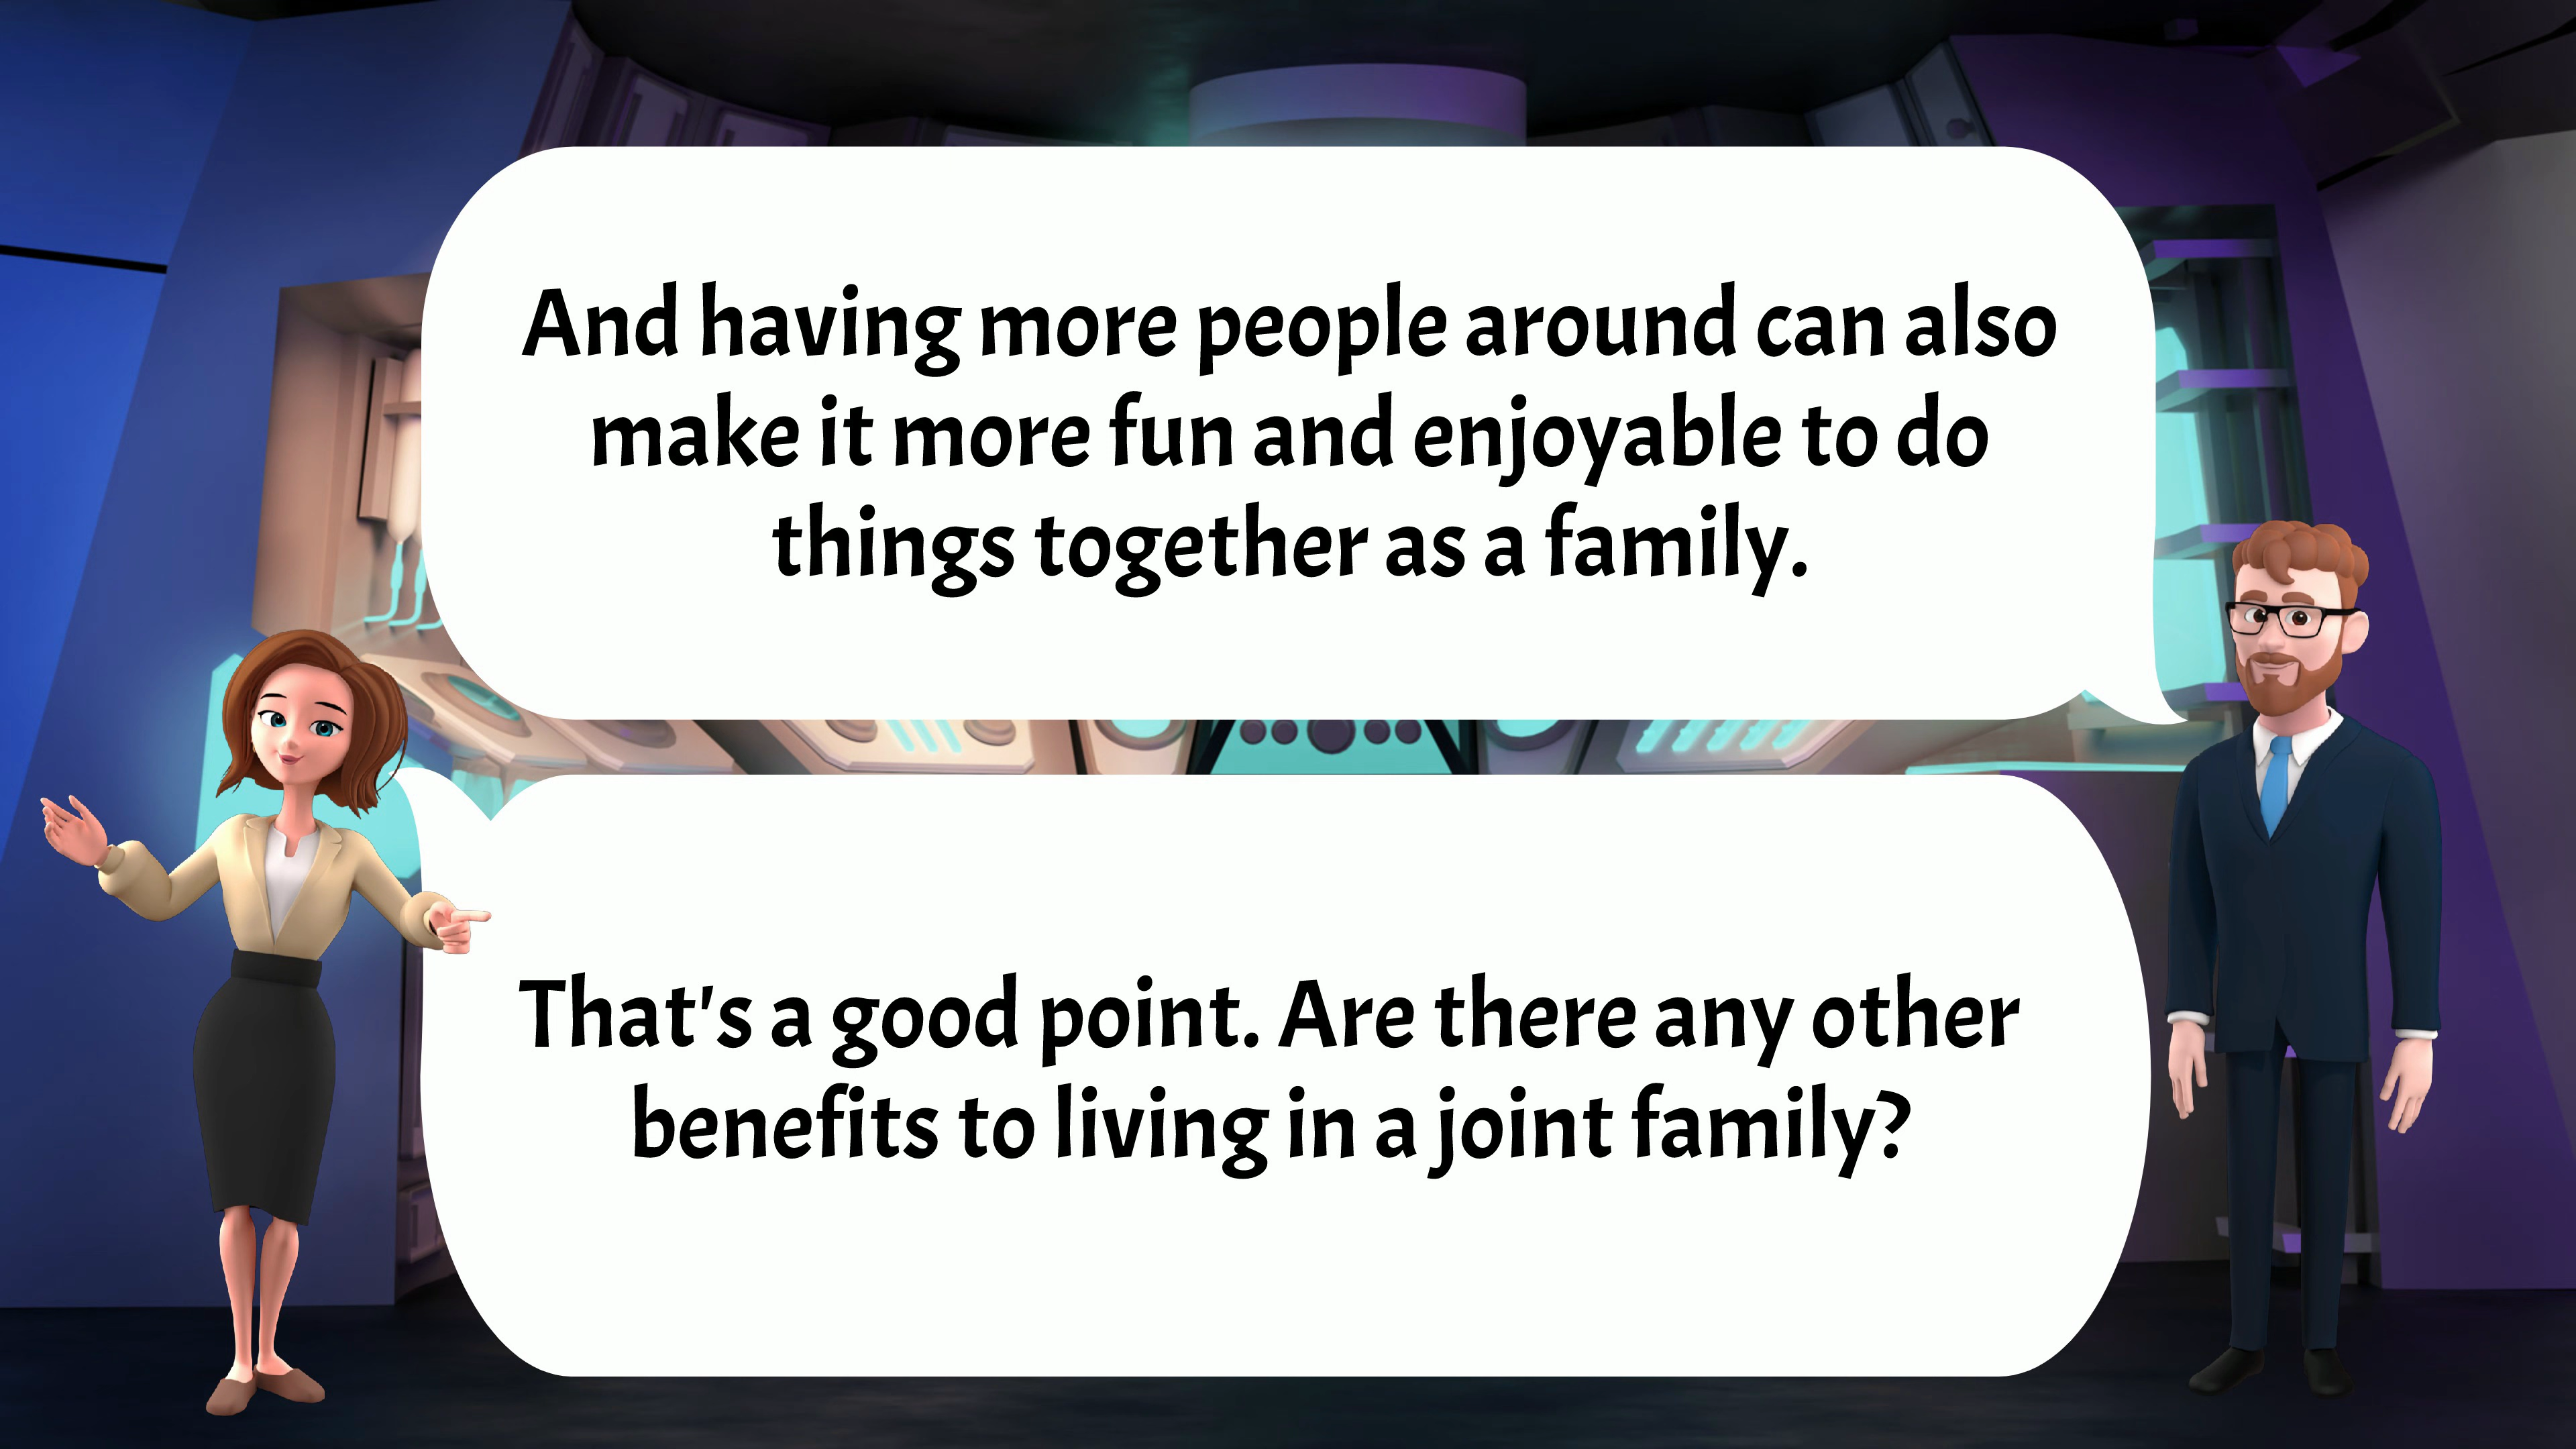 And having more people around can also
make it more fun and enjoyable to do
things together as a family.
That's a good point. Are there any other
benefits to living in a joint family?